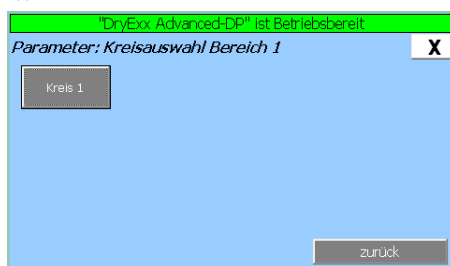 "DryExx Advanced-DP" ist Betriebsbereit
Parameter: Kreisauswahl Bereich 1
X
Kreis 1
zurück